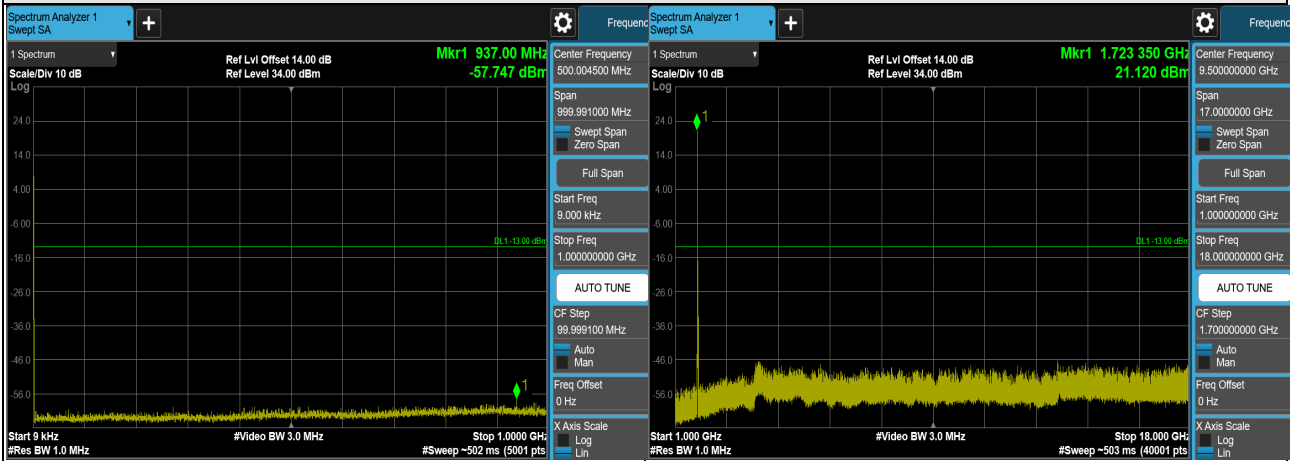 Spectrum Analyzer 1
Swept SA
+
Frequenc
1 Spectrum
Scale/Div 10 dB
Log
Ref Lvl Offset 14.00 dB
Ref Level 34.00 dBm
Mkr1 937.00 MHz
-57.747 dBm
24.0
14.0
4.00
-6.00
-16.0
-26.0
-36.0
-46.0
-56.0
DL1 -13.00 dBm
1
Start 9 kHz
#Res BW 1.0 MHz
#Video BW 3.0 MHz
Stop 1.0000 GHz
#Sweep ~502 ms (5001 pts
Center Frequency
500.004500 MHz
Span
999.991000 MHz
Swept Span
Zero Span
Full Span
Start Freq
9.000 kHz
Stop Freq
1.000000000 GHz
AUTO TUNE
CF Step
99.999100 MHz
Auto
Man
Freq Offset
0 Hz
X Axis Scale
Log
Lin
Spectrum Analyzer 1
Swept SA
+
Frequenc
1 Spectrum
Scale/Div 10 dB
Log
Ref Lvl Offset 14.00 dB
Ref Level 34.00 dBm
Mkr1 1.723 350 GHz
21.120 dBm
24.0
14.0
4.00
-6.00
-16.0
-26.0
-36.0
-46.0
-56.0
1
DL1 -13.00 dBm
Start 1.000 GHz
#Res BW 1.0 MHz
#Video BW 3.0 MHz
Stop 18.000 GHz
#Sweep ~503 ms (40001 pts
Center Frequency
9.500000000 GHz
Span
17.0000000 GHz
Swept Span
Zero Span
Full Span
Start Freq
1.000000000 GHz
Stop Freq
18.000000000 GHz
AUTO TUNE
CF Step
1.700000000 GHz
Auto
Man
Freq Offset
0 Hz
X Axis Scale
Log
Lin